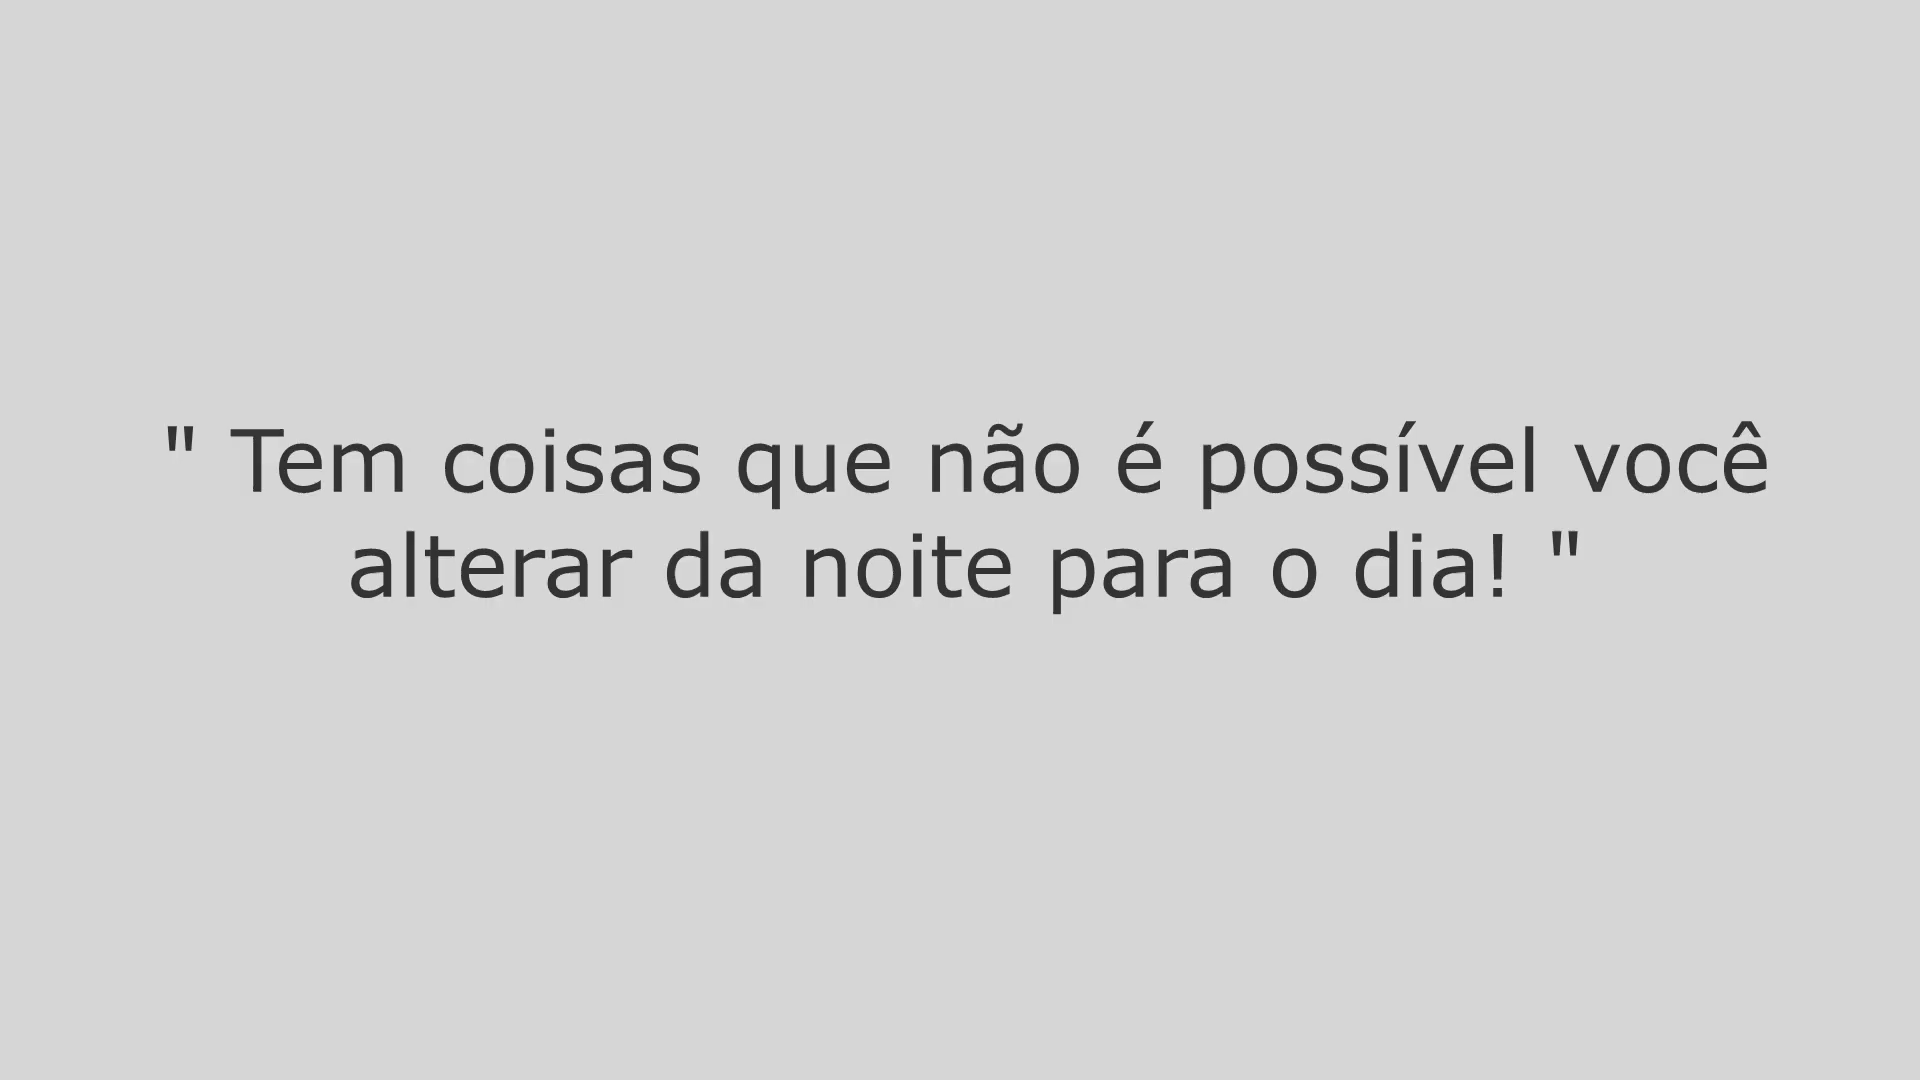 " Tem coisas que não é possível você
alterar da noite para o dia! "